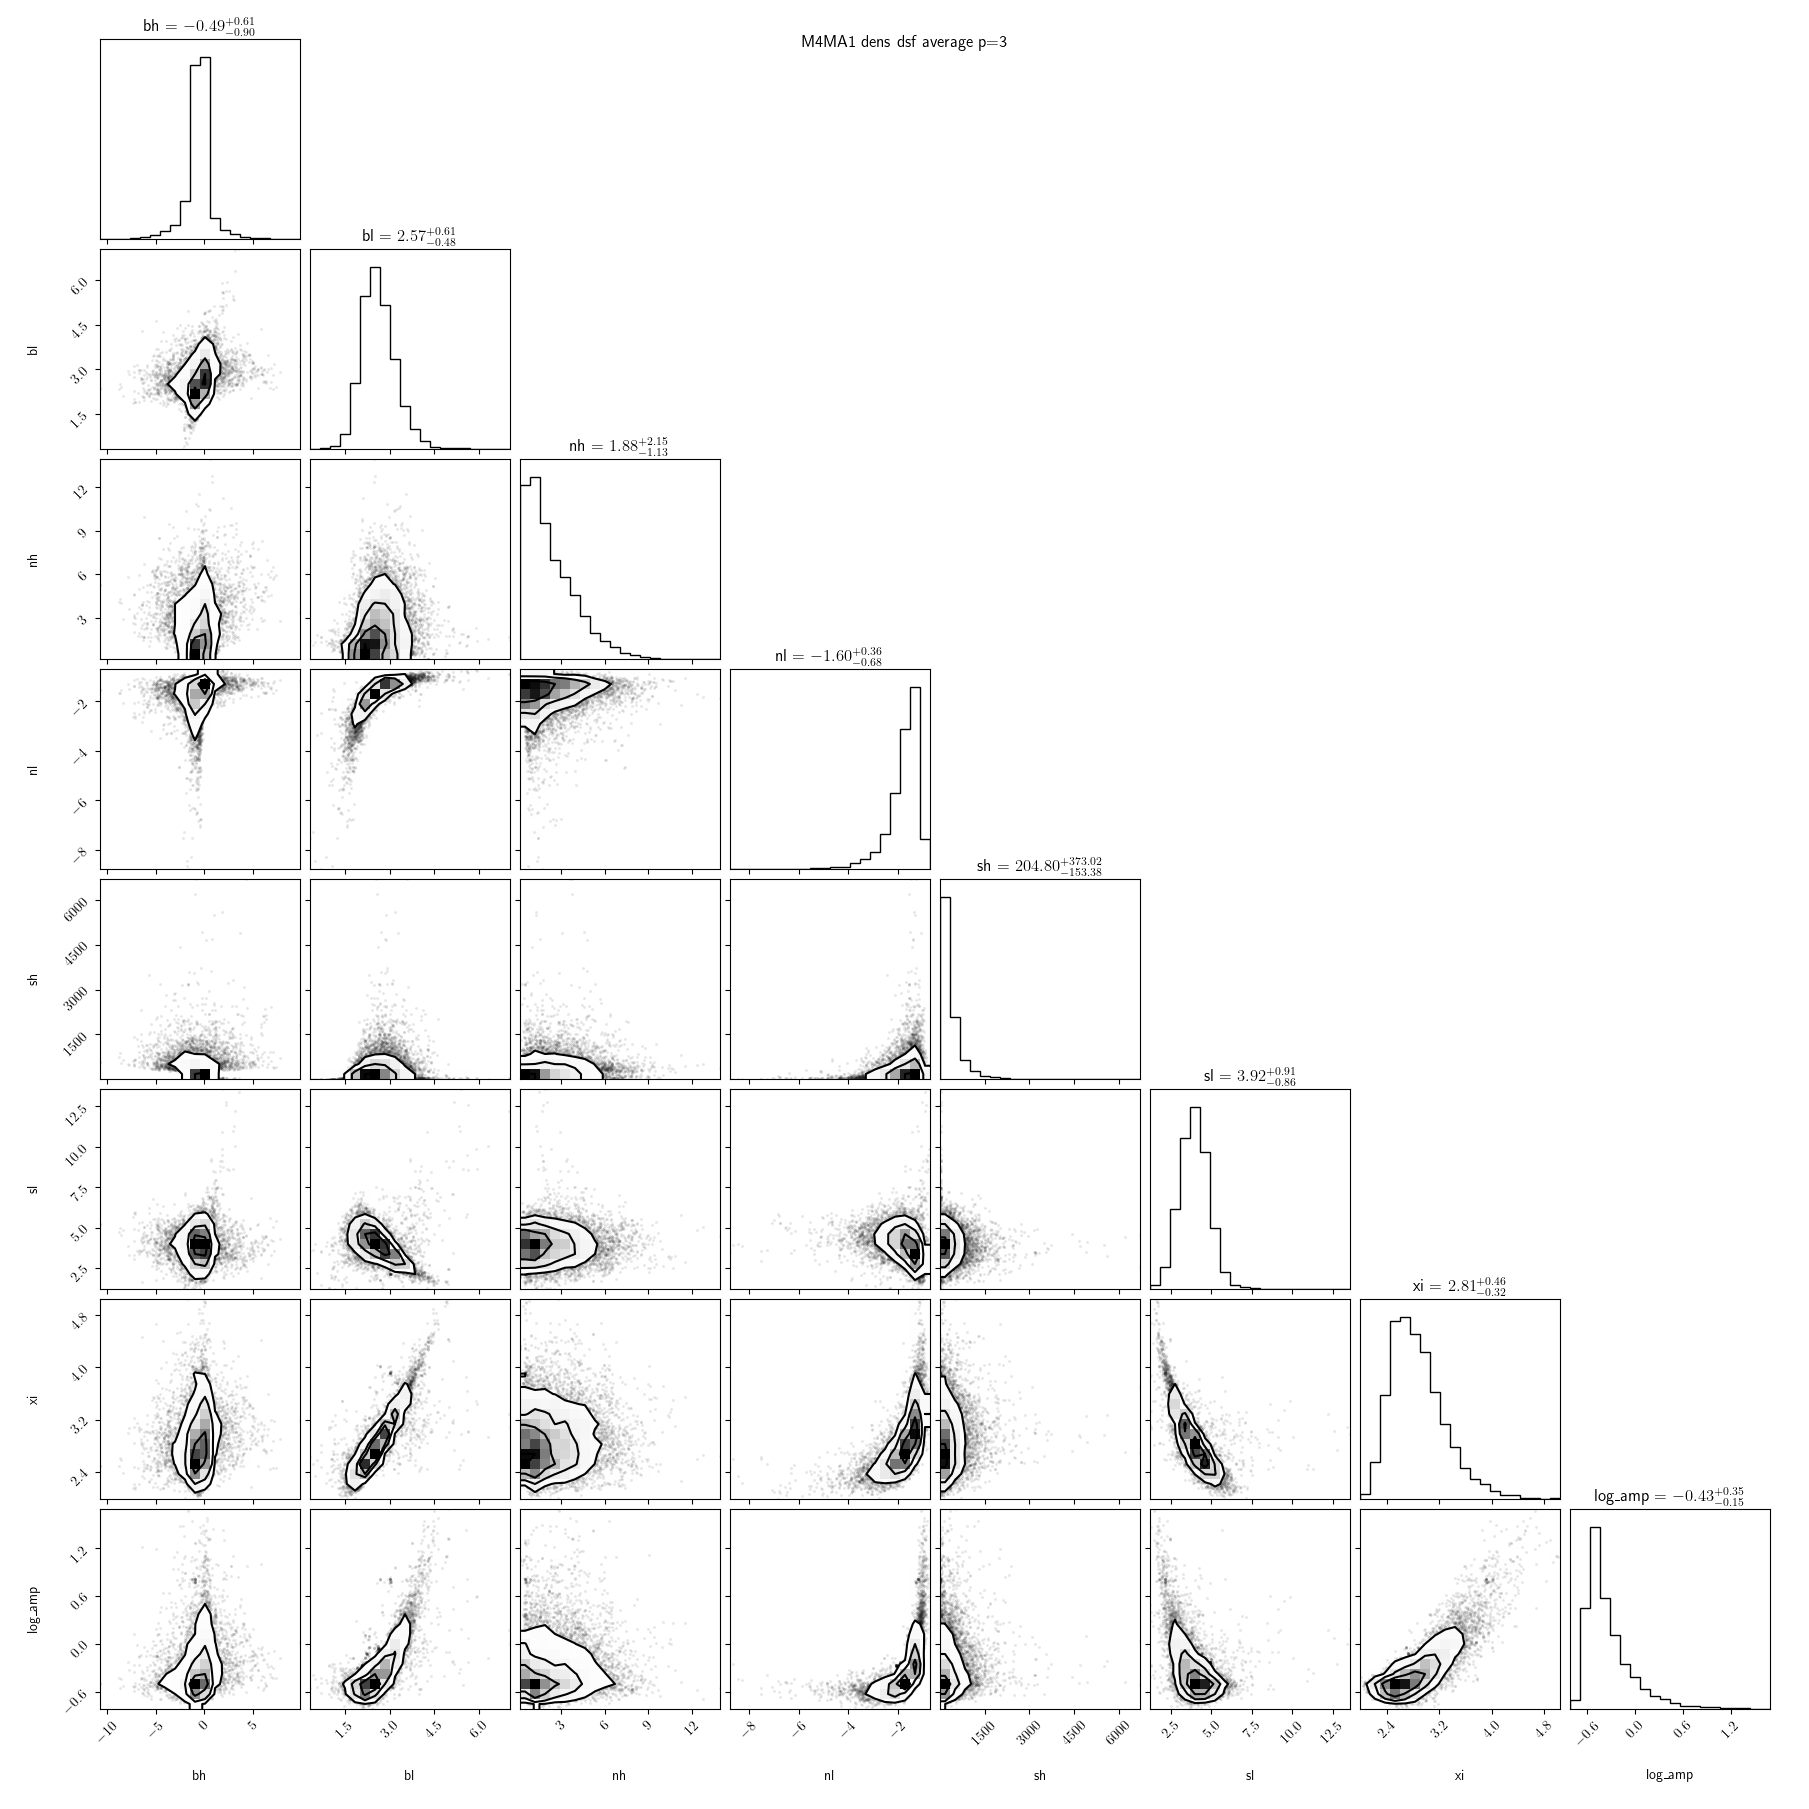 bh = −0.49 +0.61 −0.90
M4MA1 dens dsf average p=3
bl = 2.57 +0.61 −0.48
6.0
4.5
3.0
1.5
bl
nh = 1.88 +2.15 −1.13
12
9
6
3
nh
nl = −1.60 +0.36 −0.68
−2
−4
−6
−8
nl
sh = 204.80 +373.02 −153.38
6000
4500
3000
1500
sh
sl = 3.92 +0.91 −0.86
12.5
10.0
7.5
5.0
2.5
sl
xi = 2.81 +0.46 −0.32
4.8
4.0
3.2
2.4
xi
log_amp = −0.43 +0.35 −0.15
1.2
0.6
0.0
−0.6
log_amp
−10 −5 0 5 1.5 3.0 4.5 6.0 3 6 9 12 −8 −6 −4 −2 1500 3000 4500 6000 2.5 5.0 7.5 10.0 12.5 2.4 3.2 4.0 4.8 −0.6 0.0 0.6 1.2
bh bl nh nl sh sl xi log_amp